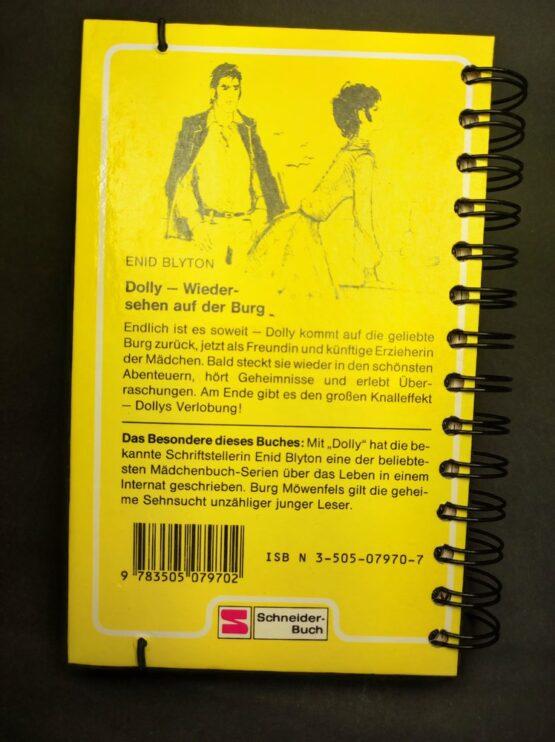 ENID BLYTON
Dolly – Wieder-
sehen auf der Burg
Endlich ist es soweit – Dolly kommt auf die geliebte
Burg zurück, jetzt als Freundin und künftige Erzieherin
der Mädchen. Bald steckt sie wieder in den schönsten
Abenteuern, hört Geheimnisse und erlebt Über-
raschungen. Am Ende gibt es den großen Knalleffekt
– Dollys Verlobung!
Das Besondere dieses Buches: Mit „Dolly" hat die be-
kannte Schriftstellerin Enid Blyton eine der beliebte-
sten Mädchenbuch-Serien über das Leben in einem
Internat geschrieben. Burg Möwenfels gilt die gehei-
me Sehnsucht unzähliger junger Leser.
ISB N 3-505-07970-7
9 783505 079702
Schneider-
Buch